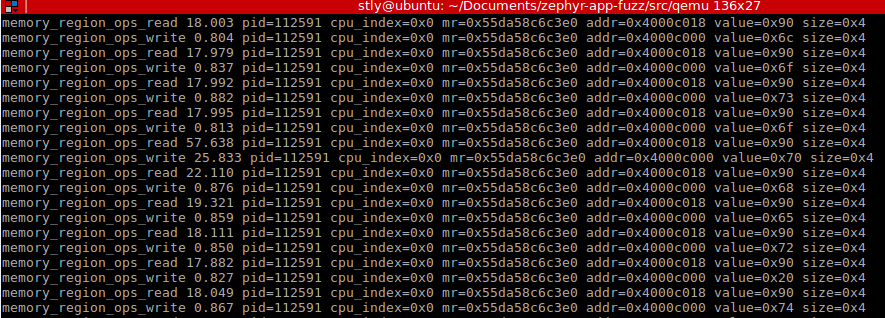 stly@ubuntu: ~/Documents/zephyr-app-fuzz/src/qemu 136x27
memory_region_ops_read 18.003 pid=112591 cpu_index=0x0 mr=0x55da58c6c3e0 addr=0x4000c018 value=0x90 size=0x4
memory_region_ops_write 0.804 pid=112591 cpu_index=0x0 mr=0x55da58c6c3e0 addr=0x4000c000 value=0x6c size=0x4
memory_region_ops_read 17.979 pid=112591 cpu_index=0x0 mr=0x55da58c6c3e0 addr=0x4000c018 value=0x90 size=0x4
memory_region_ops_write 0.837 pid=112591 cpu_index=0x0 mr=0x55da58c6c3e0 addr=0x4000c000 value=0x6f size=0x4
memory_region_ops_read 17.992 pid=112591 cpu_index=0x0 mr=0x55da58c6c3e0 addr=0x4000c018 value=0x90 size=0x4
memory_region_ops_write 0.882 pid=112591 cpu_index=0x0 mr=0x55da58c6c3e0 addr=0x4000c000 value=0x73 size=0x4
memory_region_ops_read 17.995 pid=112591 cpu_index=0x0 mr=0x55da58c6c3e0 addr=0x4000c018 value=0x90 size=0x4
memory_region_ops_write 0.813 pid=112591 cpu_index=0x0 mr=0x55da58c6c3e0 addr=0x4000c000 value=0x6f size=0x4
memory_region_ops_read 57.638 pid=112591 cpu_index=0x0 mr=0x55da58c6c3e0 addr=0x4000c018 value=0x90 size=0x4
memory_region_ops_write 25.833 pid=112591 cpu_index=0x0 mr=0x55da58c6c3e0 addr=0x4000c000 value=0x70 size=0x4
memory_region_ops_read 22.110 pid=112591 cpu_index=0x0 mr=0x55da58c6c3e0 addr=0x4000c018 value=0x90 size=0x4
memory_region_ops_write 0.876 pid=112591 cpu_index=0x0 mr=0x55da58c6c3e0 addr=0x4000c000 value=0x68 size=0x4
memory_region_ops_read 19.321 pid=112591 cpu_index=0x0 mr=0x55da58c6c3e0 addr=0x4000c018 value=0x90 size=0x4
memory_region_ops_write 0.859 pid=112591 cpu_index=0x0 mr=0x55da58c6c3e0 addr=0x4000c000 value=0x65 size=0x4
memory_region_ops_read 18.111 pid=112591 cpu_index=0x0 mr=0x55da58c6c3e0 addr=0x4000c018 value=0x90 size=0x4
memory_region_ops_write 0.850 pid=112591 cpu_index=0x0 mr=0x55da58c6c3e0 addr=0x4000c000 value=0x72 size=0x4
memory_region_ops_read 17.882 pid=112591 cpu_index=0x0 mr=0x55da58c6c3e0 addr=0x4000c018 value=0x90 size=0x4
memory_region_ops_write 0.827 pid=112591 cpu_index=0x0 mr=0x55da58c6c3e0 addr=0x4000c000 value=0x20 size=0x4
memory_region_ops_read 18.049 pid=112591 cpu_index=0x0 mr=0x55da58c6c3e0 addr=0x4000c018 value=0x90 size=0x4
memory_region_ops_write 0.867 pid=112591 cpu_index=0x0 mr=0x55da58c6c3e0 addr=0x4000c000 value=0x74 size=0x4